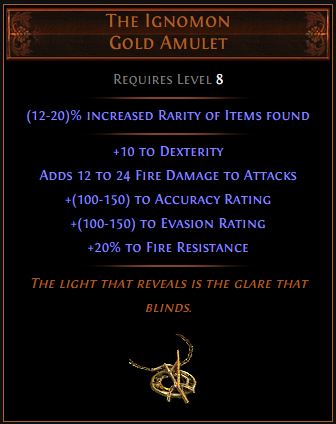 The Ignomon
Gold Amulet
Requires Level 8
(12-20)% increased Rarity of Items found
+10 to Dexterity
Adds 12 to 24 Fire Damage to Attacks
+(100-150) to Accuracy Rating
+(100-150) to Evasion Rating
+20% to Fire Resistance
The light that reveals is the glare that
blinds.